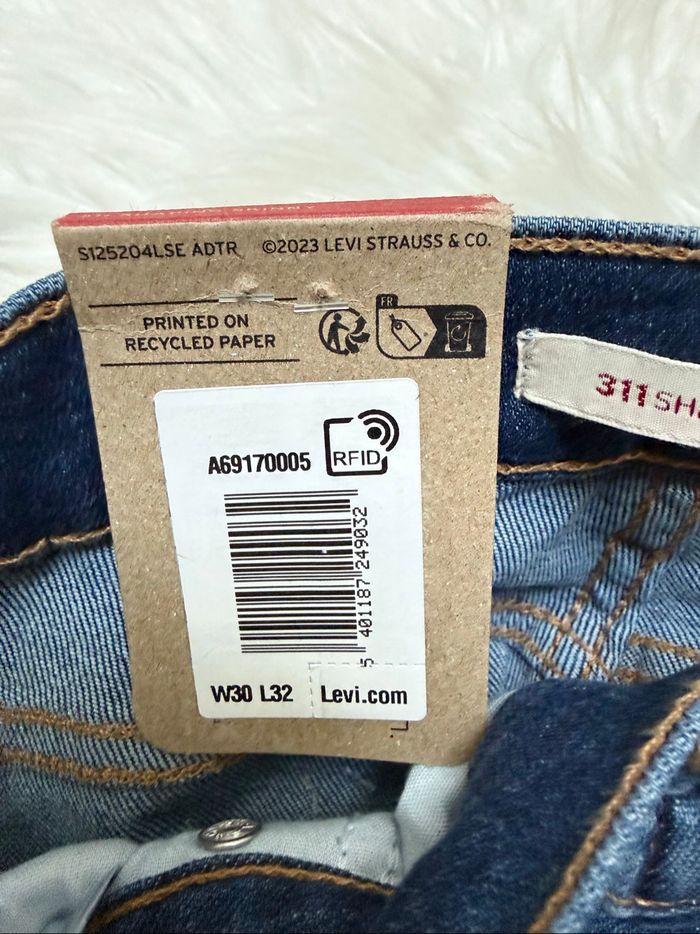 S125204LSE ADTR ©2023 LEVI STRAUSS & CO.
PRINTED ON
RECYCLED PAPER
FR
A69170005
RFID
5 401187 249032
W30 L32
Levi.com
311